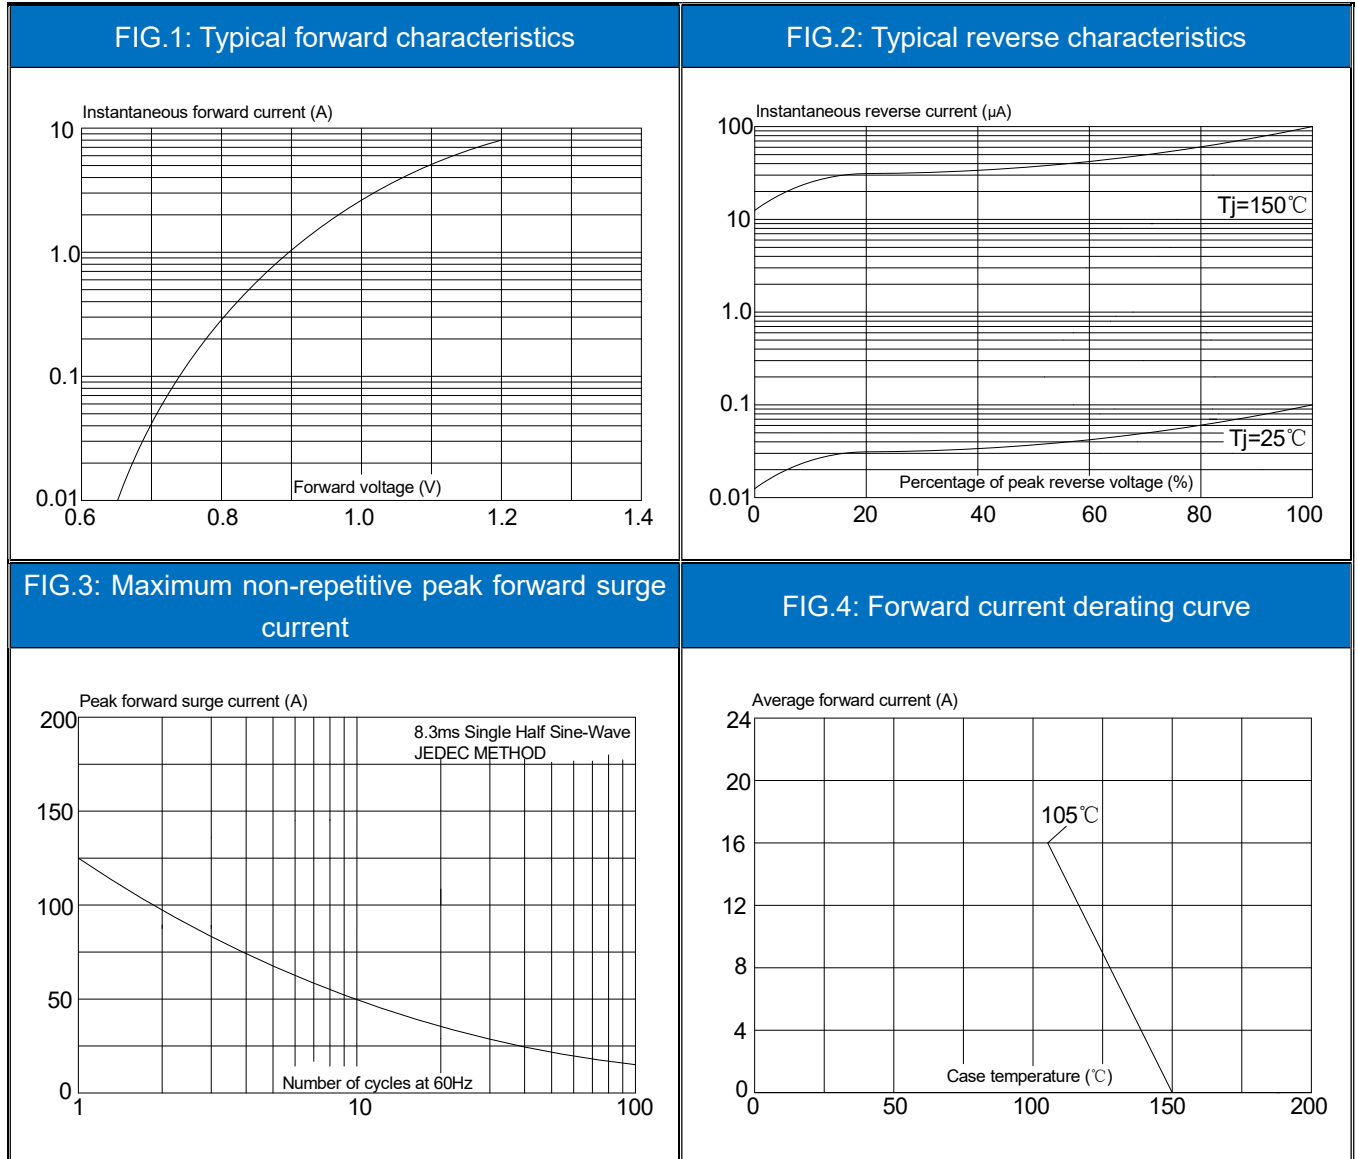 FIG.1: Typical forward characteristics
Instantaneous forward current (A)
10
1.0
0.1
0.01
Forward voltage (V)
0.6 0.8 1.0 1.2 1.4
FIG.2: Typical reverse characteristics
Instantaneous reverse current (μA)
100
Tj=150℃
10
1.0
0.1
Tj=25℃
Percentage of peak reverse voltage (%)
0.01
0 20 40 60 80 100
FIG.3: Maximum non-repetitive peak forward surge
current
Peak forward surge current (A)
200
8.3ms Single Half Sine-Wave
JEDEC METHOD
150
100
50
Number of cycles at 60Hz
0
1 10 100
FIG.4: Forward current derating curve
Average forward current (A)
24
20
105℃
16
12
8
4
Case temperature (℃)
0
0 50 100 150 200